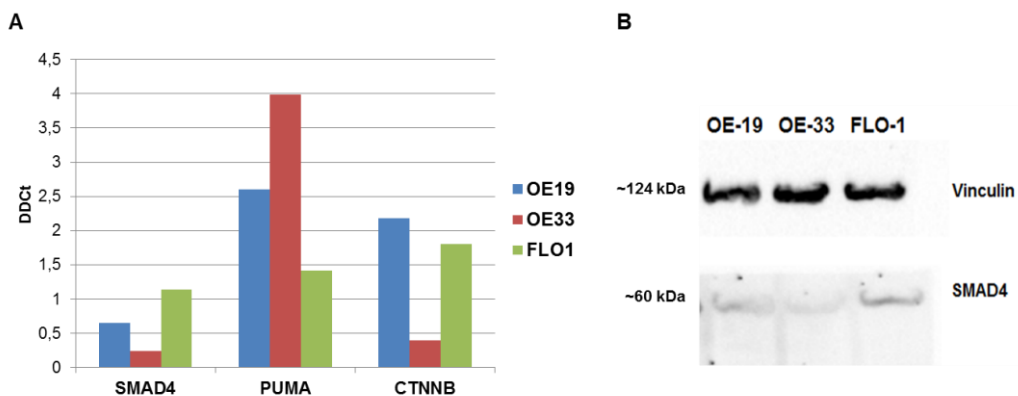 A
4,5
4
3,5
3
2,5
2
1,5
1
0,5
0
DDCt
SMAD4 PUMA CTNNB
OE19
OE33
FLO1
B
OE-19 OE-33 FLO-1
~124 kDa Vinculin
~60 kDa SMAD4